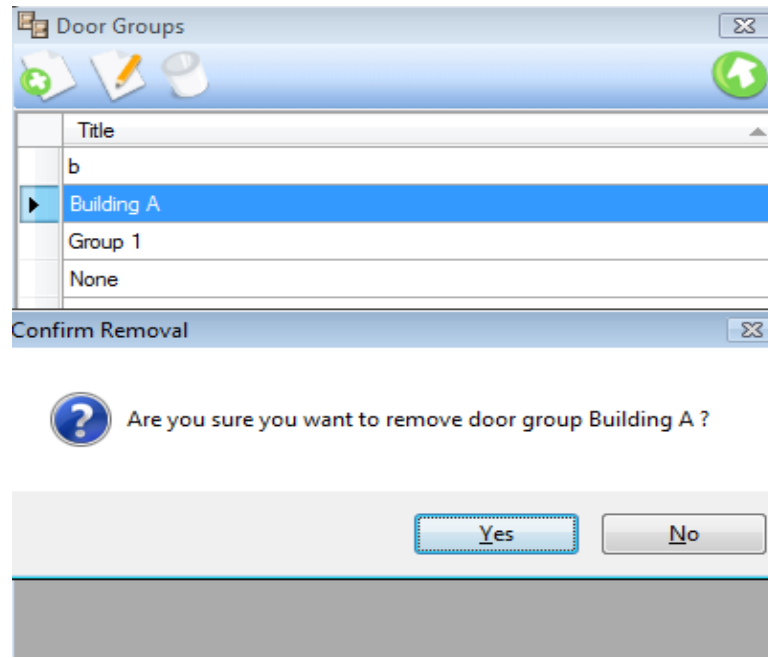 Door Groups
Title
b
Building A
Group 1
None
Confirm Removal
Are you sure you want to remove door group Building A ?
Yes No